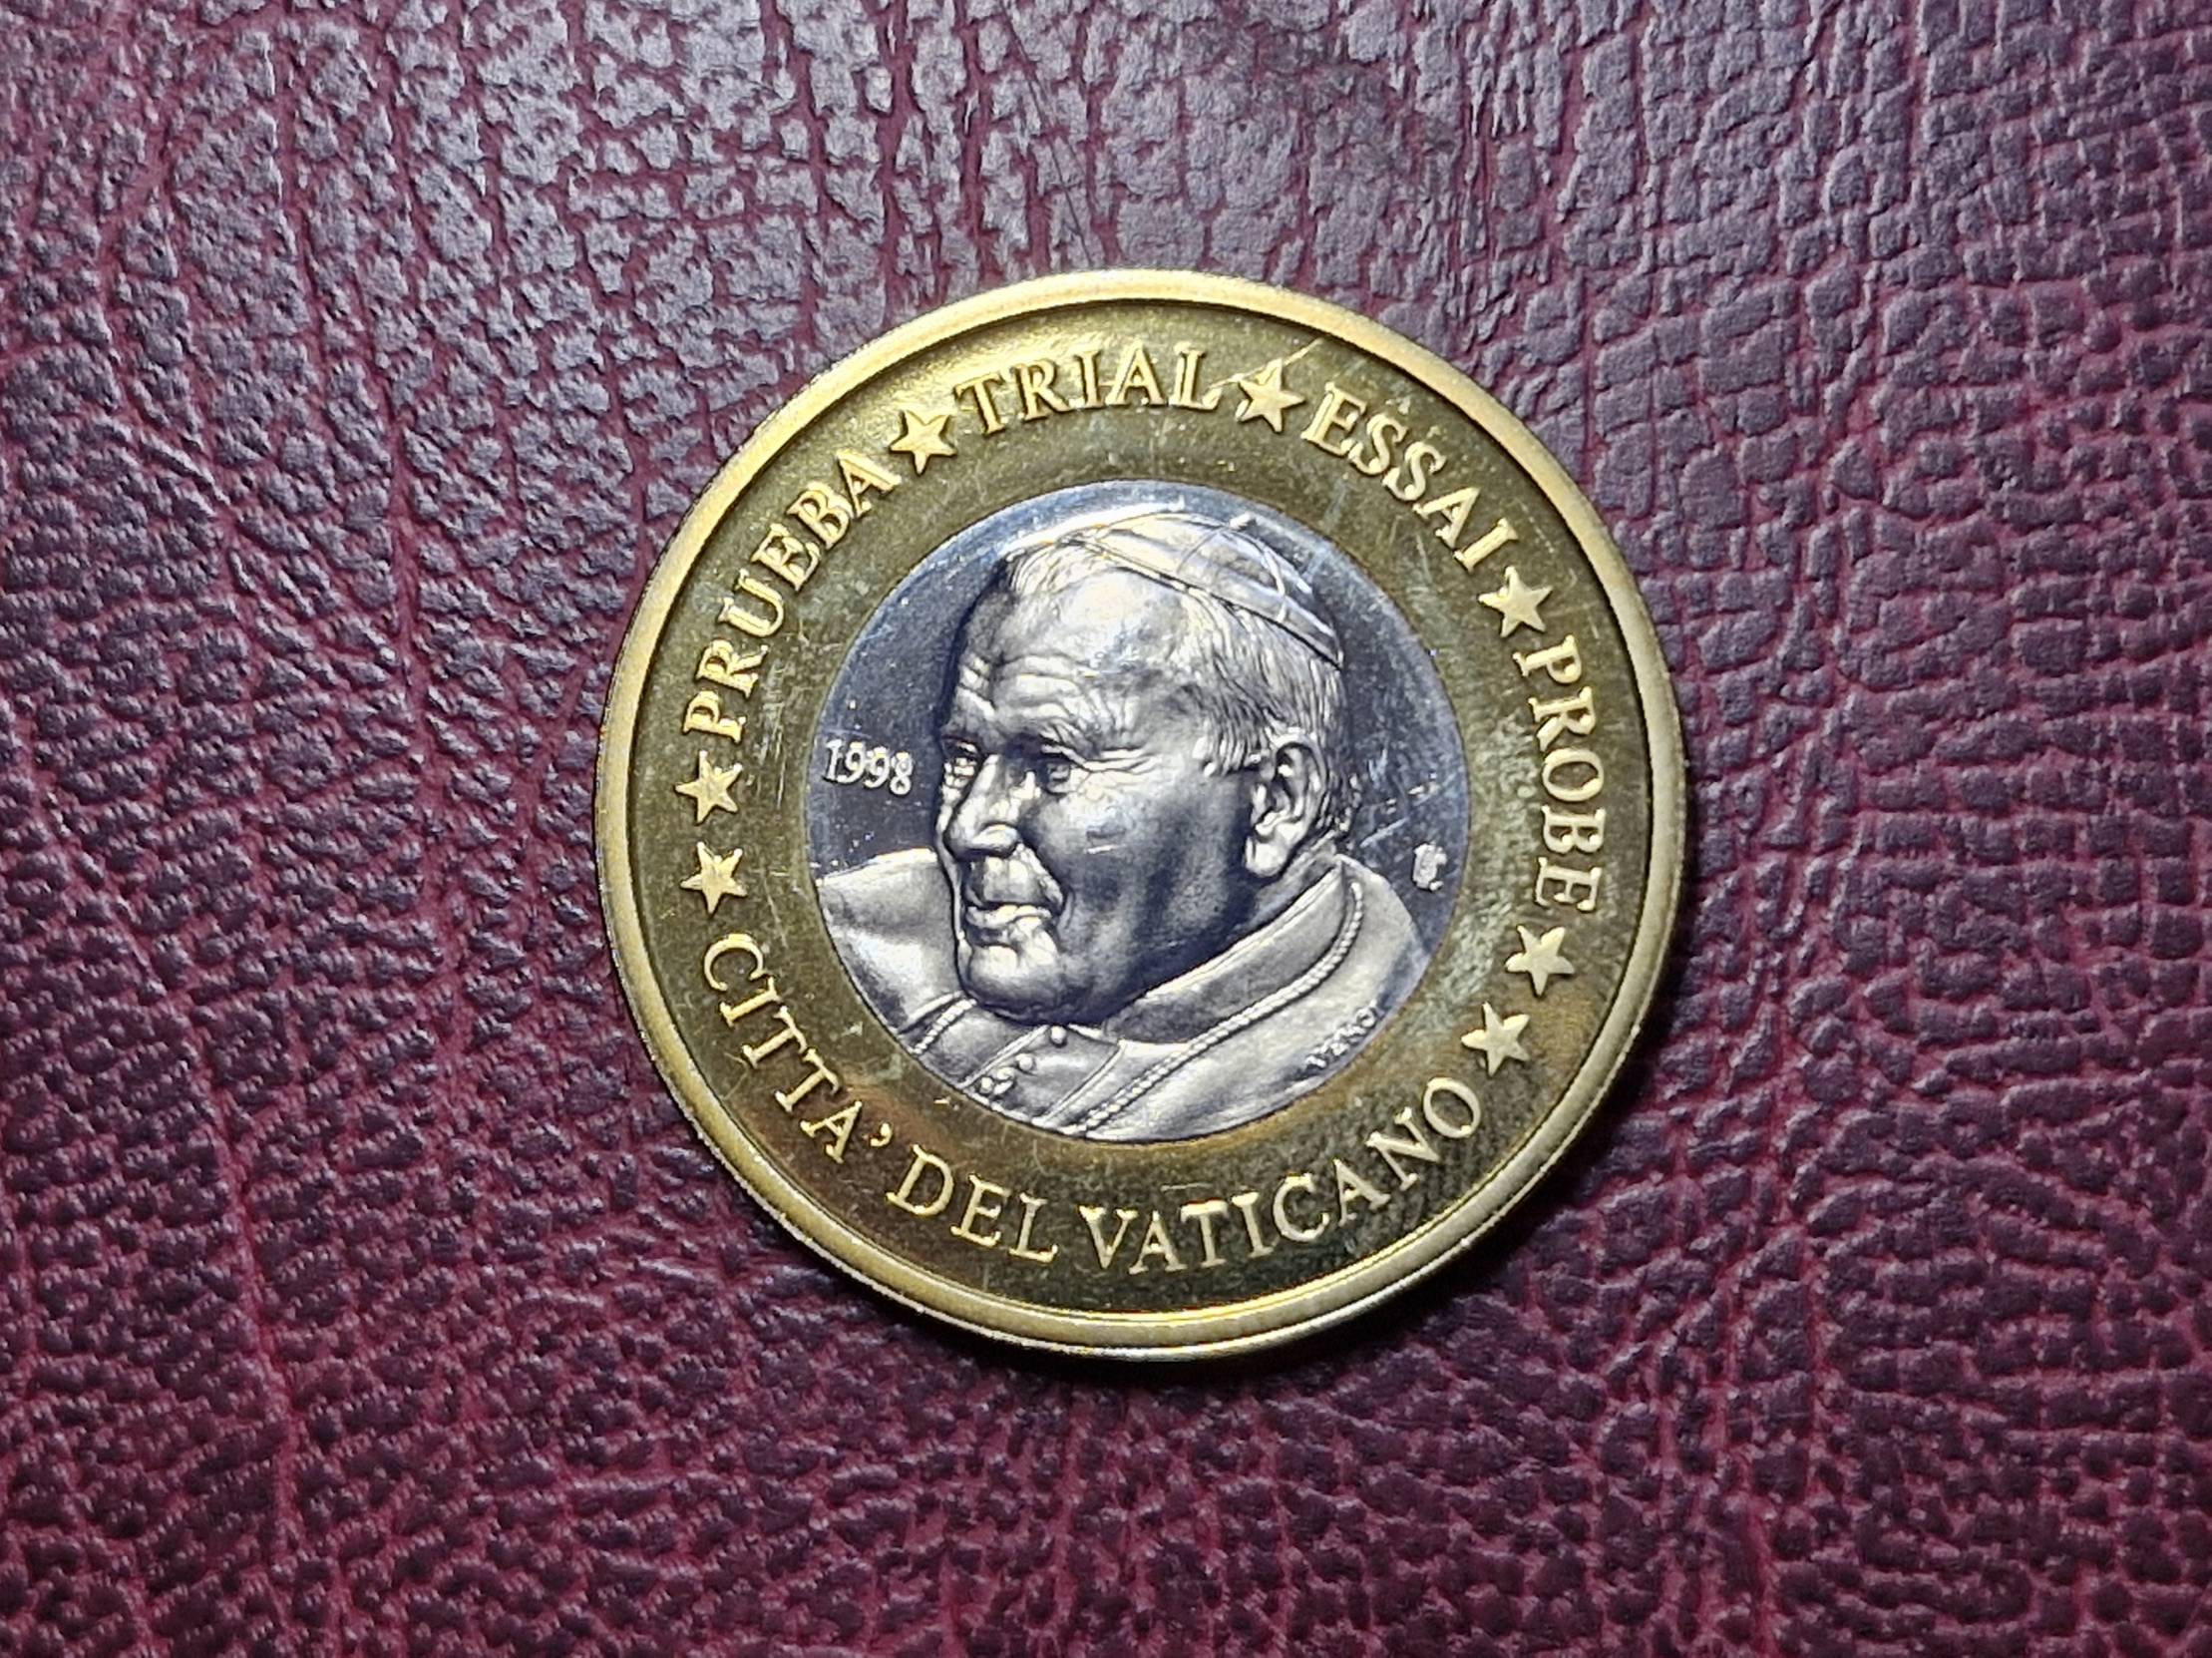 ★ PRUEBA ★ TRIAL ★ ESSAI ★ PROBE ★
1998
★ CITTA' DEL VATICANO ★